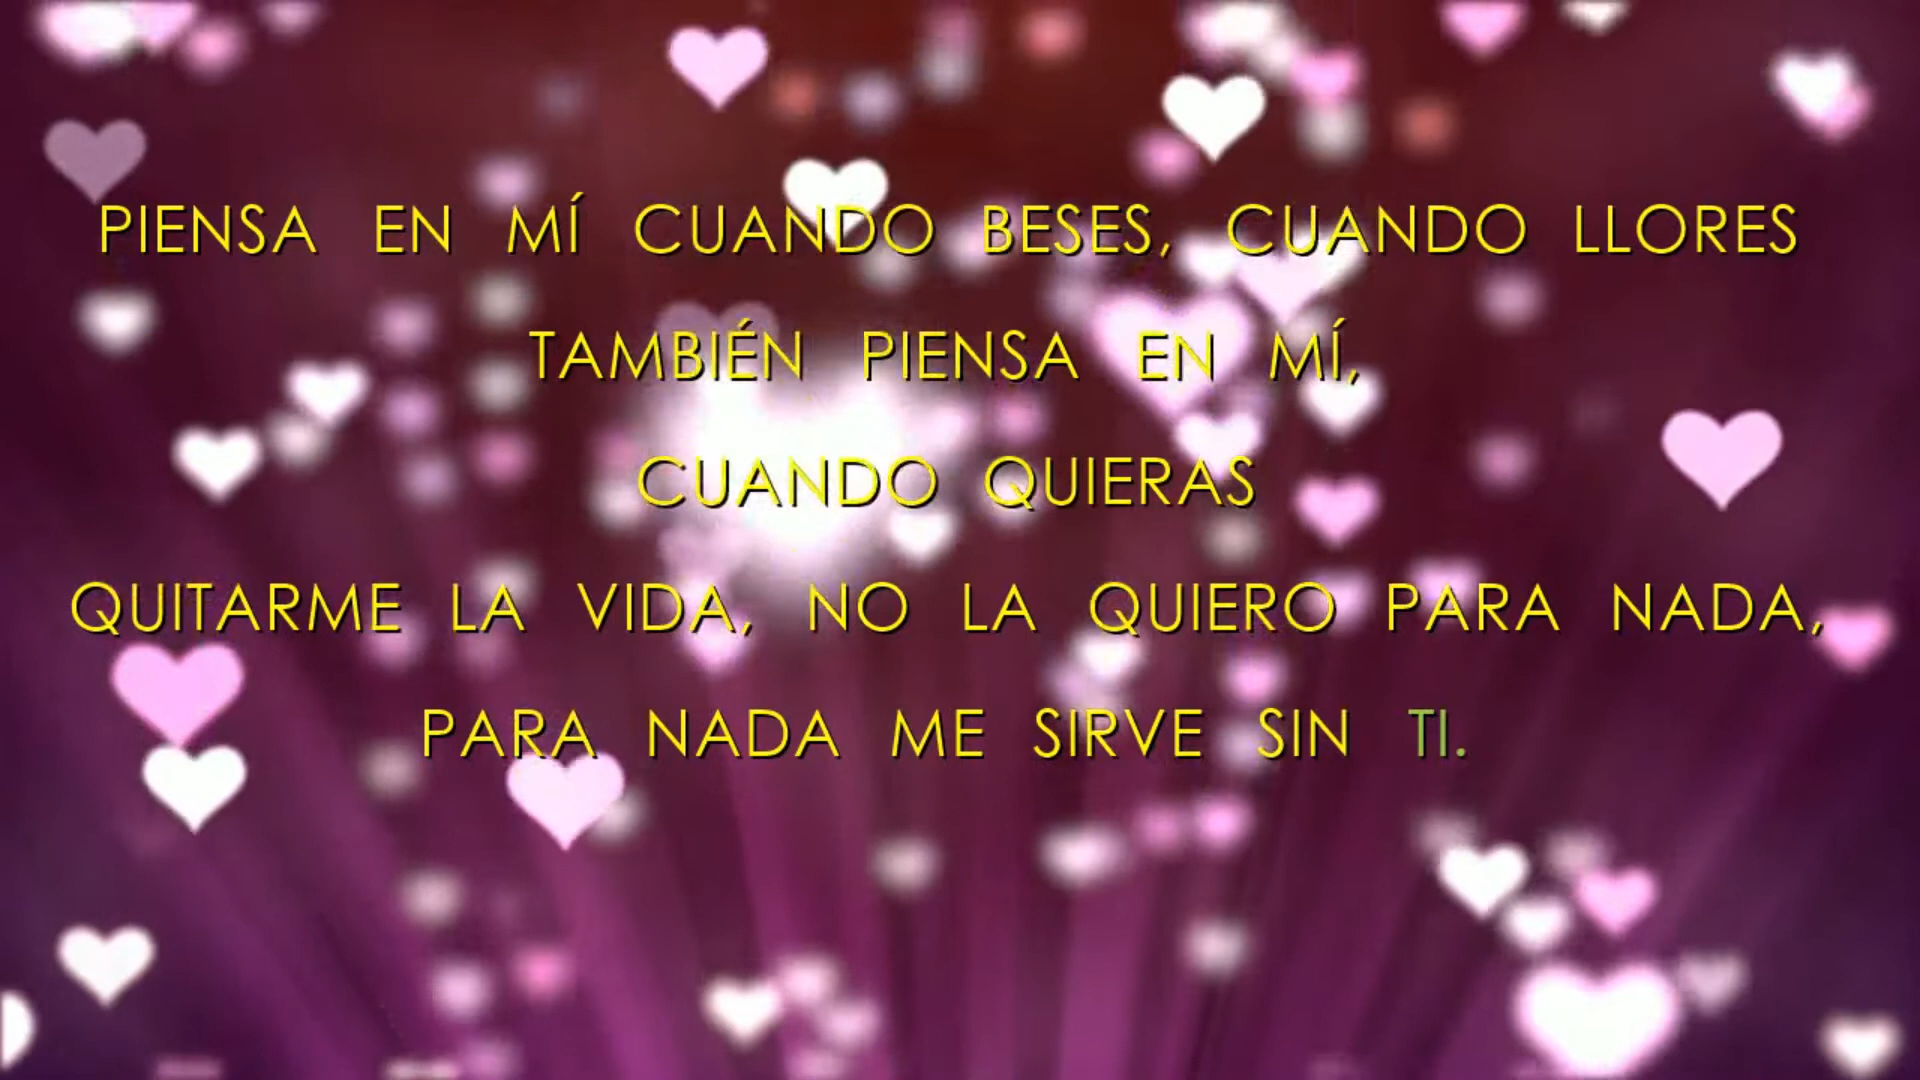 PIENSA EN MÍ CUANDO BESES, CUANDO LLORES
TAMBIÉN PIENSA EN MÍ,
CUANDO QUIERAS
QUITARME LA VIDA, NO LA QUIERO PARA NADA,
PARA NADA ME SIRVE SIN TI.